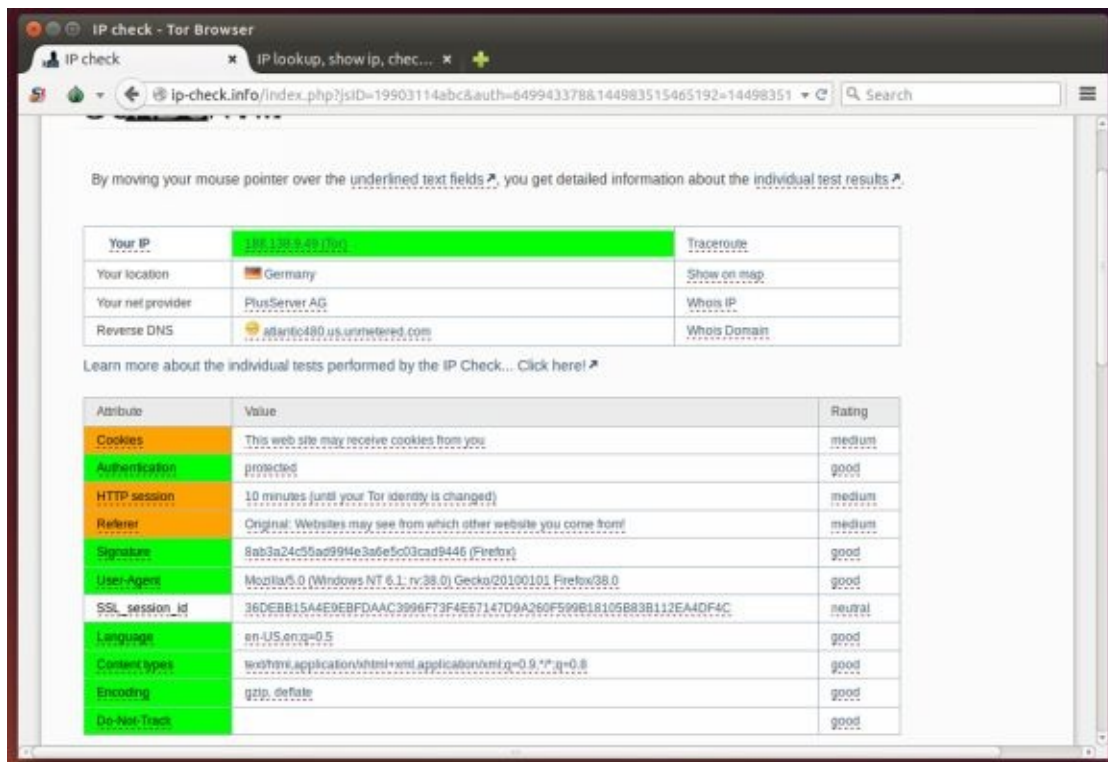 IP check - Tor Browser
IP check × IP lookup, show ip, chec... ×
ip-check.info/index.php?jsID=19903114abc&auth=649943378&144983515465192=14498351 Search
By moving your mouse pointer over the underlined text fields, you get detailed information about the individual test results.
Your IP 188.138.9.49 (Tor) Traceroute
Your location Germany Show on map
Your net provider PlusServer AG Whois IP
Reverse DNS atlantic480.us.unmetered.com Whois Domain
Learn more about the individual tests performed by the IP Check... Click here!
Attribute Value Rating
Cookies This web site may receive cookies from you medium
Authentication protected good
HTTP session 10 minutes (until your Tor identity is changed) medium
Referer Original: Websites may see from which other website you come from! medium
Signature 8ab3a24c55ad99f4e3a6e5c03cad9446 (Firefox) good
User-Agent Mozilla/5.0 (Windows NT 6.1; rv:38.0) Gecko/20100101 Firefox/38.0 good
SSL_session_id 36DEBB15A4E9EBFDAAC3996F73F4E67147D9A260F599B18105B83B112EA4DF4C neutral
Language en-US,en;q=0.5 good
Content types text/html,application/xhtml+xml,application/xml;q=0.9,*/*;q=0.8 good
Encoding gzip, deflate good
Do-Not-Track good